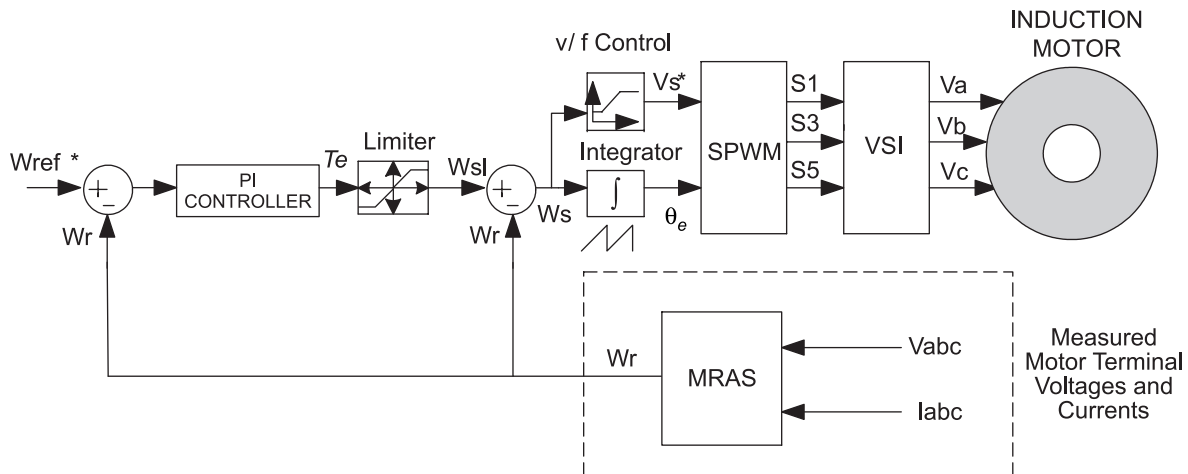 INDUCTION
MOTOR
v/ f Control
Vs*
S1
Va
Limiter
Integrator
SPWM
S3
VSI
Vb
Wref *
+
−
PI
CONTROLLER
Te
Wsl
+
−
∫
S5
Vc
Wr
Wr
Ws
θe
Wr
MRAS
Vabc
Iabc
Measured
Motor Terminal
Voltages and
Currents